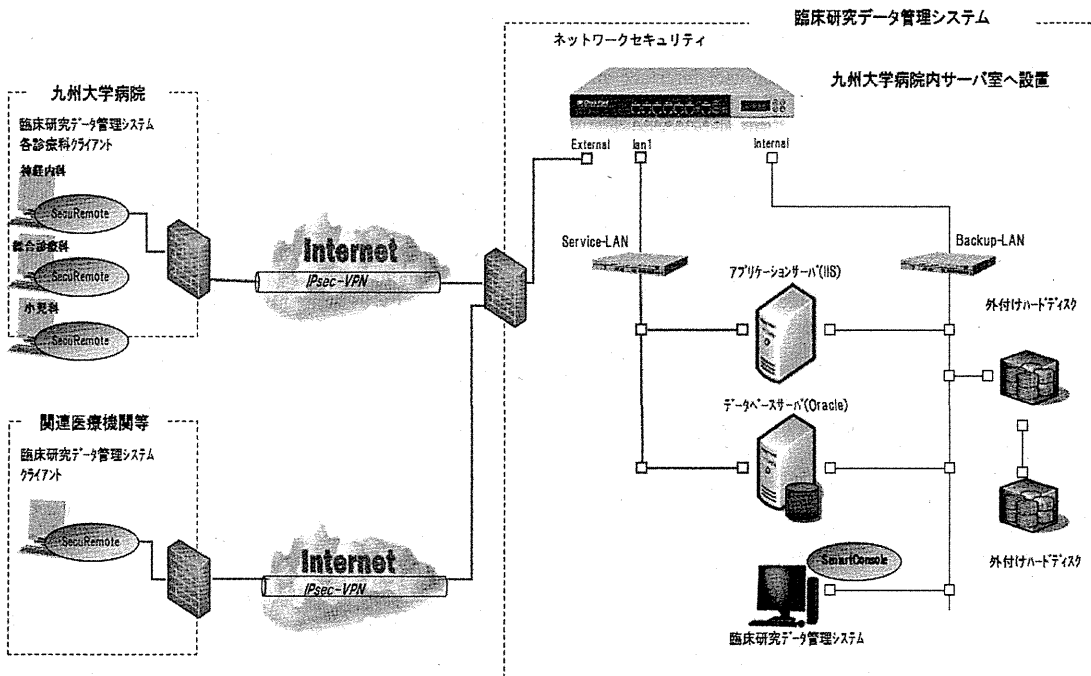 臨床研究データ管理システム
ネットワークセキュリティ
九州大学病院内サーバ室へ設置
Check Point
External
lan1
Internal
九州大学病院
臨床研究データ管理システム
各診療科クライアント
神経内科
SecuRemote
総合診療科
SecuRemote
小児科
SecuRemote
Internet
IPsec-VPN
Service-LAN
Backup-LAN
アプリケーションサーバ(IIS)
外付けハードディスク
データベースサーバ(Oracle)
関連医療機関等
臨床研究データ管理システム
クライアント
SecuRemote
Internet
IPsec-VPN
SmartConsole
外付けハードディスク
臨床研究データ管理システム